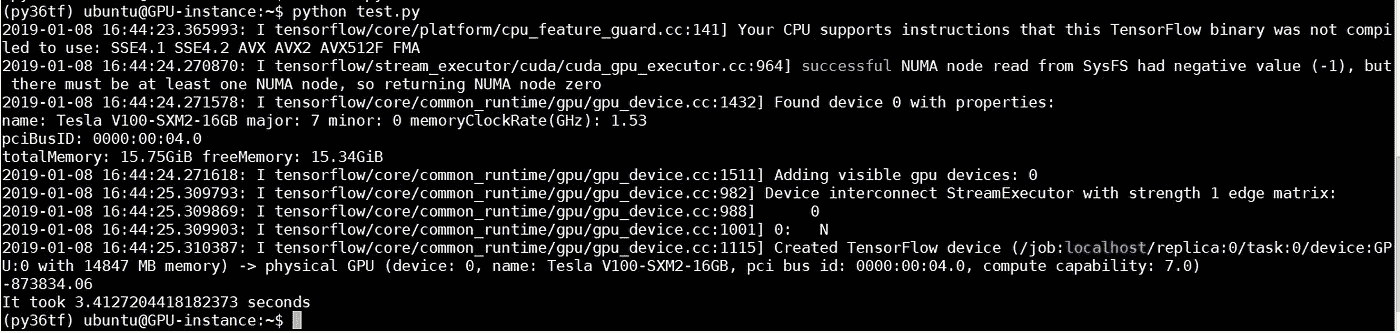 (py36tf) ubuntu@GPU-instance:~$ python test.py
2019-01-08 16:44:23.365993: I tensorflow/core/platform/cpu_feature_guard.cc:141] Your CPU supports instructions that this TensorFlow binary was not compi
led to use: SSE4.1 SSE4.2 AVX AVX2 AVX512F FMA
2019-01-08 16:44:24.270870: I tensorflow/stream_executor/cuda/cuda_gpu_executor.cc:964] successful NUMA node read from SysFS had negative value (-1), but
 there must be at least one NUMA node, so returning NUMA node zero
2019-01-08 16:44:24.271578: I tensorflow/core/common_runtime/gpu/gpu_device.cc:1432] Found device 0 with properties:
name: Tesla V100-SXM2-16GB major: 7 minor: 0 memoryClockRate(GHz): 1.53
pciBusID: 0000:00:04.0
totalMemory: 15.75GiB freeMemory: 15.34GiB
2019-01-08 16:44:24.271618: I tensorflow/core/common_runtime/gpu/gpu_device.cc:1511] Adding visible gpu devices: 0
2019-01-08 16:44:25.309793: I tensorflow/core/common_runtime/gpu/gpu_device.cc:982] Device interconnect StreamExecutor with strength 1 edge matrix:
2019-01-08 16:44:25.309869: I tensorflow/core/common_runtime/gpu/gpu_device.cc:988]      0
2019-01-08 16:44:25.309903: I tensorflow/core/common_runtime/gpu/gpu_device.cc:1001] 0:   N
2019-01-08 16:44:25.310387: I tensorflow/core/common_runtime/gpu/gpu_device.cc:1115] Created TensorFlow device (/job:localhost/replica:0/task:0/device:GP
U:0 with 14847 MB memory) -> physical GPU (device: 0, name: Tesla V100-SXM2-16GB, pci bus id: 0000:00:04.0, compute capability: 7.0)
-873834.06
It took 3.4127204418182373 seconds
(py36tf) ubuntu@GPU-instance:~$